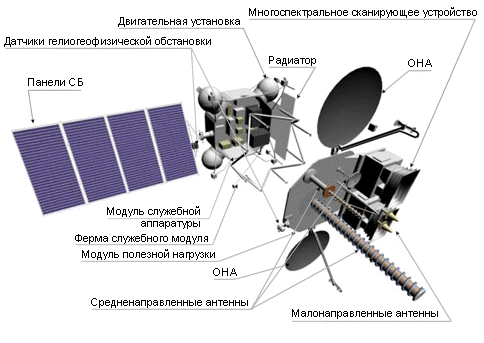 Многоспектральное сканирующее устройство
Двигательная установка
Датчики гелиогеофизической обстановки
Радиатор
ОНА
Панели СБ
Модуль служебной
аппаратуры
Ферма служебного модуля
Модуль полезной нагрузки
ОНА
Средненаправленные антенны
Малонаправленные антенны